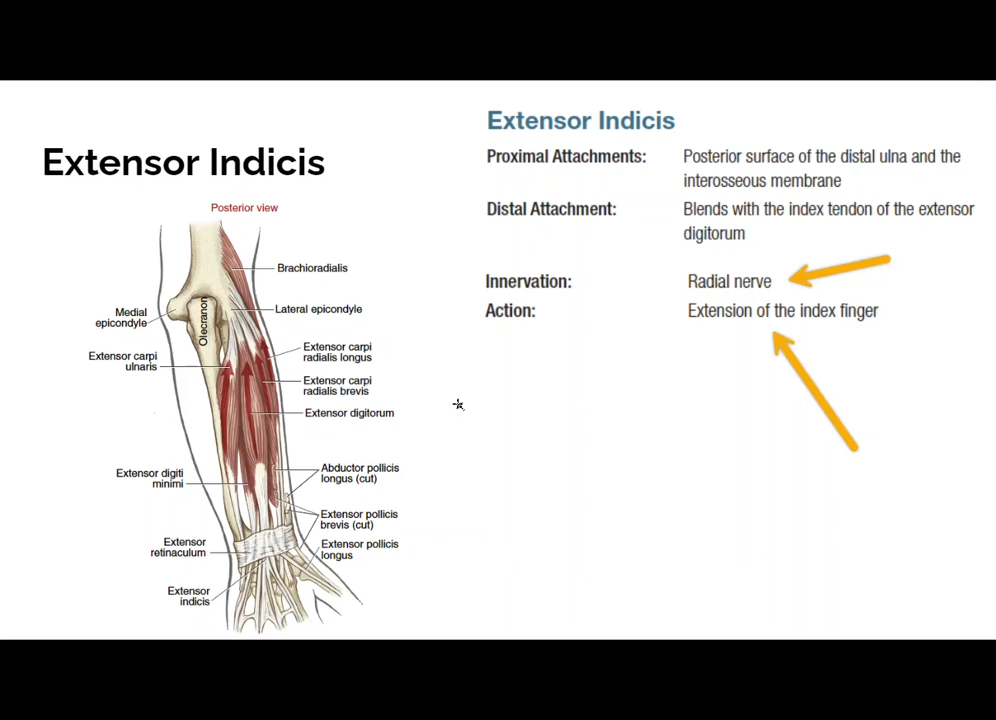 Extensor Indicis
Posterior view
Brachioradialis
Medial
epicondyle
Olecranon
Lateral epicondyle
Extensor carpi
ulnaris
Extensor carpi
radialis longus
Extensor carpi
radialis brevis
Extensor digitorum
Extensor digiti
minimi
Abductor pollicis
longus (cut)
Extensor pollicis
brevis (cut)
Extensor
retinaculum
Extensor pollicis
longus
Extensor
indicis
Extensor Indicis
Proximal Attachments: Posterior surface of the distal ulna and the
interosseous membrane
Distal Attachment: Blends with the index tendon of the extensor
digitorum
Innervation: Radial nerve
Action: Extension of the index finger